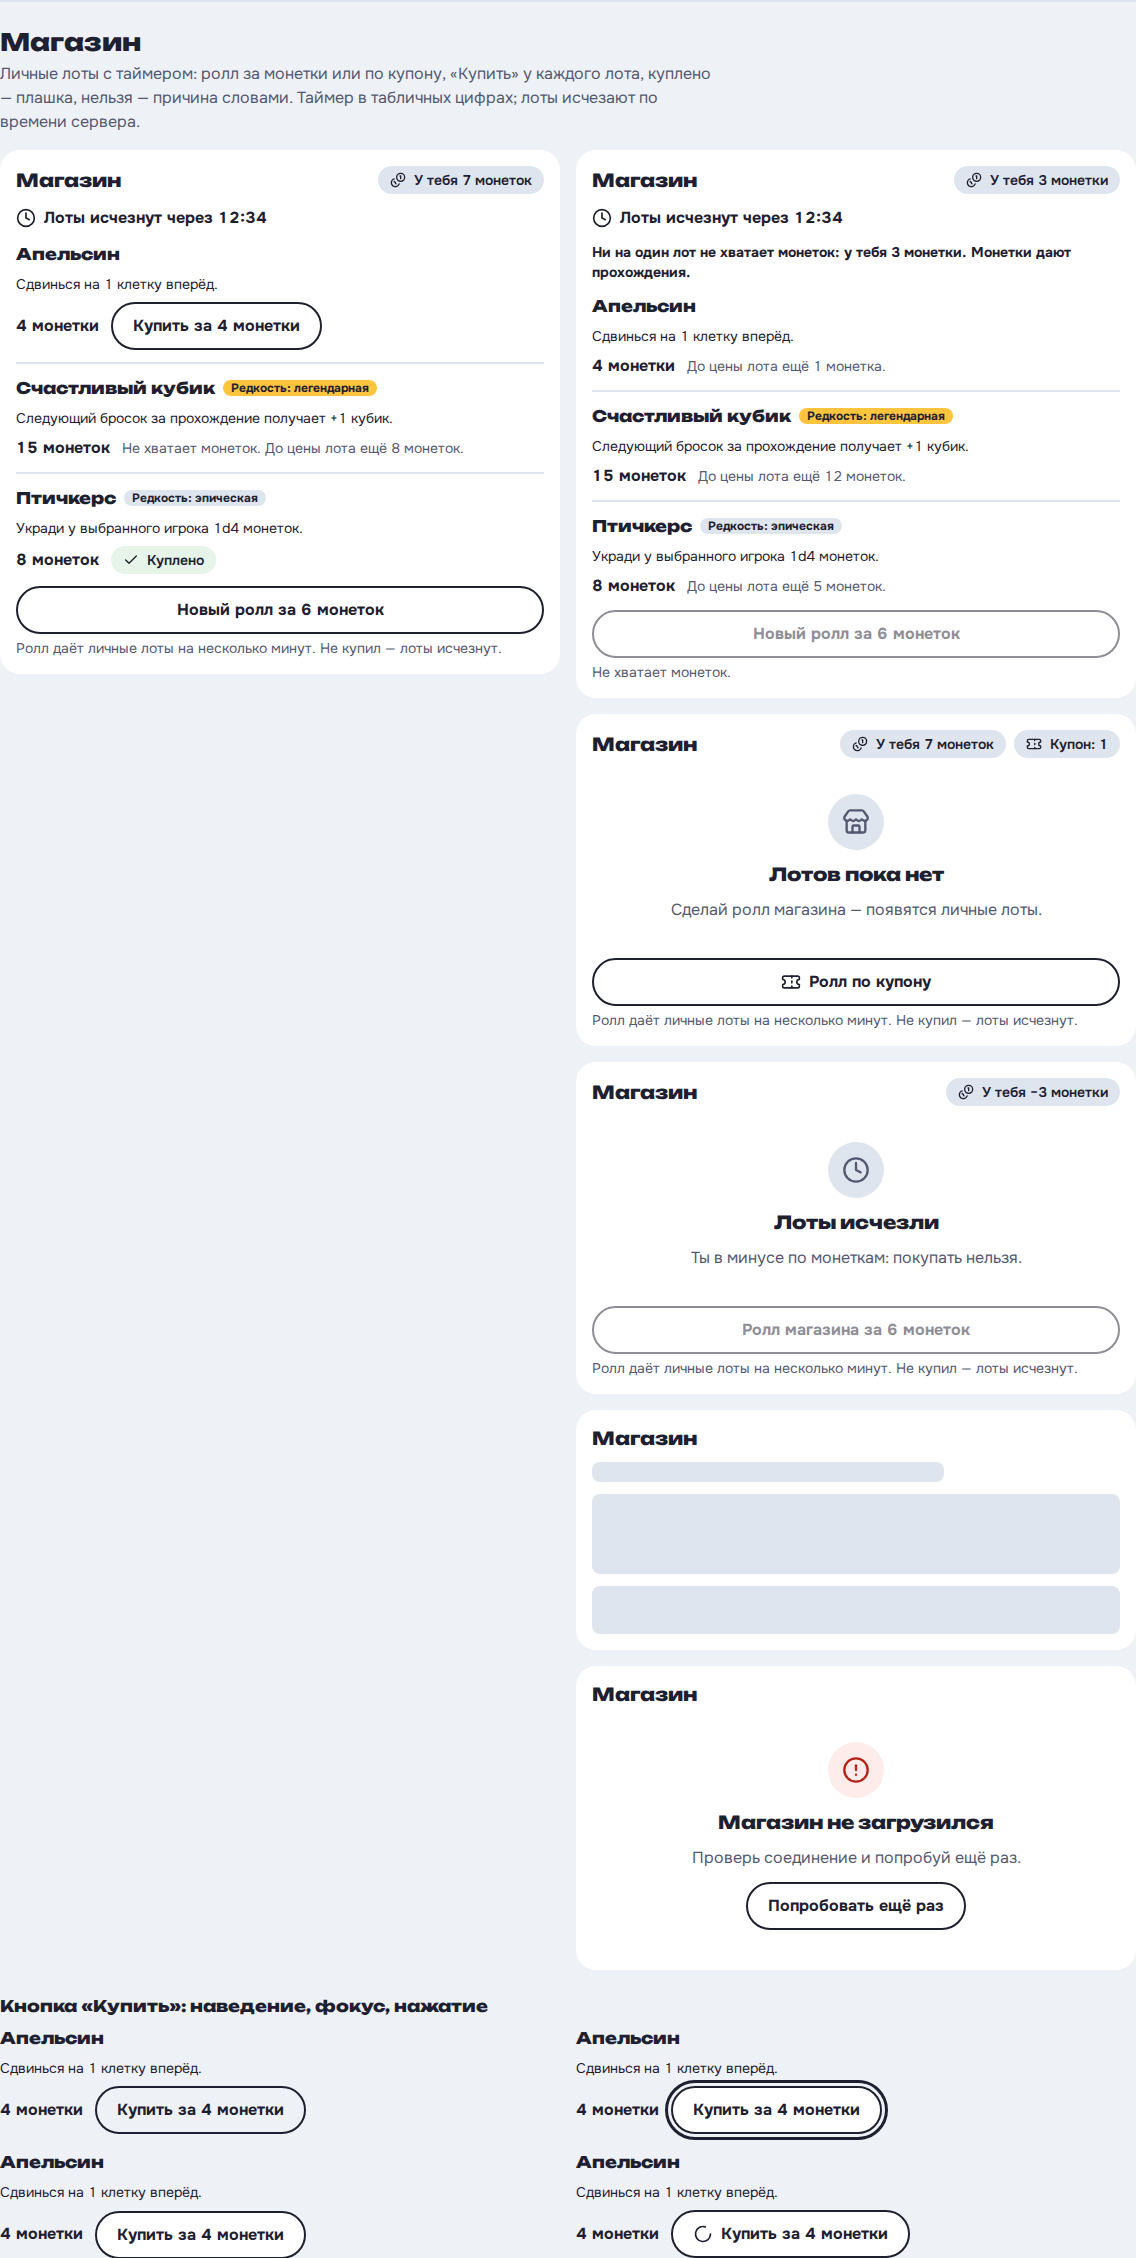 Магазин
Личные лоты с таймером: ролл за монетки или по купону, «Купить» у каждого лота, куплено
— плашка, нельзя — причина словами. Таймер в табличных цифрах; лоты исчезают по
времени сервера.
Магазин
У тебя 7 монеток
Лоты исчезнут через 12:34
Апельсин
Сдвинься на 1 клетку вперёд.
4 монетки
Купить за 4 монетки
Счастливый кубик
Редкость: легендарная
Следующий бросок за прохождение получает +1 кубик.
15 монеток
Не хватает монеток. До цены лота ещё 8 монеток.
Птичкерс
Редкость: эпическая
Укради у выбранного игрока 1d4 монеток.
8 монеток
Куплено
Новый ролл за 6 монеток
Ролл даёт личные лоты на несколько минут. Не купил — лоты исчезнут.
Магазин
У тебя 3 монетки
Лоты исчезнут через 12:34
Ни на один лот не хватает монеток: у тебя 3 монетки. Монетки дают
прохождения.
Апельсин
Сдвинься на 1 клетку вперёд.
4 монетки
До цены лота ещё 1 монетка.
Счастливый кубик
Редкость: легендарная
Следующий бросок за прохождение получает +1 кубик.
15 монеток
До цены лота ещё 12 монеток.
Птичкерс
Редкость: эпическая
Укради у выбранного игрока 1d4 монеток.
8 монеток
До цены лота ещё 5 монеток.
Новый ролл за 6 монеток
Не хватает монеток.
Магазин
У тебя 7 монеток
Купон: 1
Лотов пока нет
Сделай ролл магазина — появятся личные лоты.
Ролл по купону
Ролл даёт личные лоты на несколько минут. Не купил — лоты исчезнут.
Магазин
У тебя −3 монетки
Лоты исчезли
Ты в минусе по монеткам: покупать нельзя.
Ролл магазина за 6 монеток
Ролл даёт личные лоты на несколько минут. Не купил — лоты исчезнут.
Магазин
Магазин
Магазин не загрузился
Проверь соединение и попробуй ещё раз.
Попробовать ещё раз
Кнопка «Купить»: наведение, фокус, нажатие
Апельсин
Сдвинься на 1 клетку вперёд.
4 монетки
Купить за 4 монетки
Апельсин
Сдвинься на 1 клетку вперёд.
4 монетки
Купить за 4 монетки
Апельсин
Сдвинься на 1 клетку вперёд.
4 монетки
Купить за 4 монетки
Апельсин
Сдвинься на 1 клетку вперёд.
4 монетки
Купить за 4 монетки